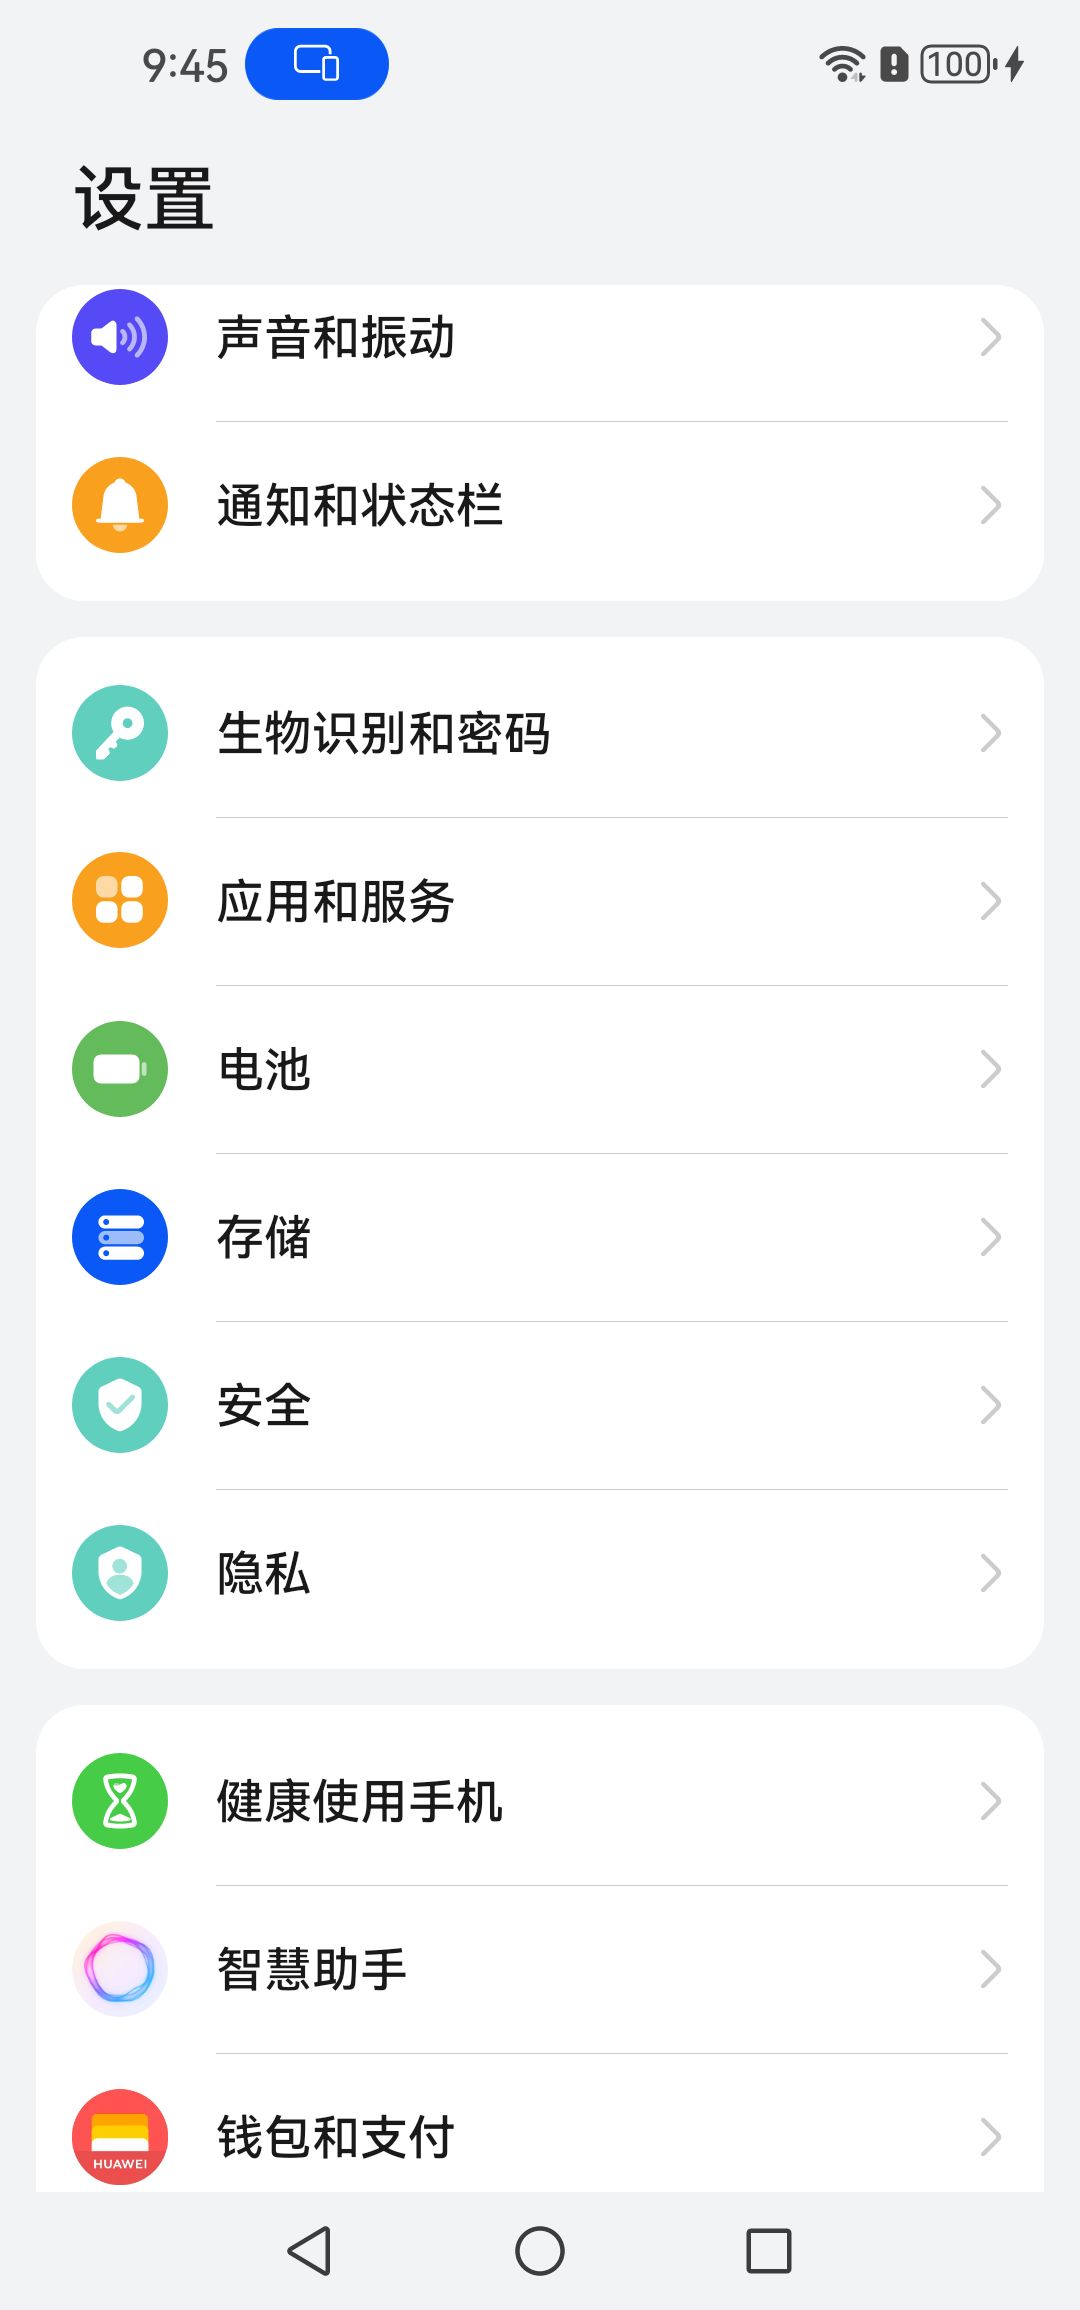 9:45
100
设置
声音和振动
通知和状态栏
生物识别和密码
应用和服务
电池
存储
安全
隐私
健康使用手机
智慧助手
钱包和支付
HUAWEI